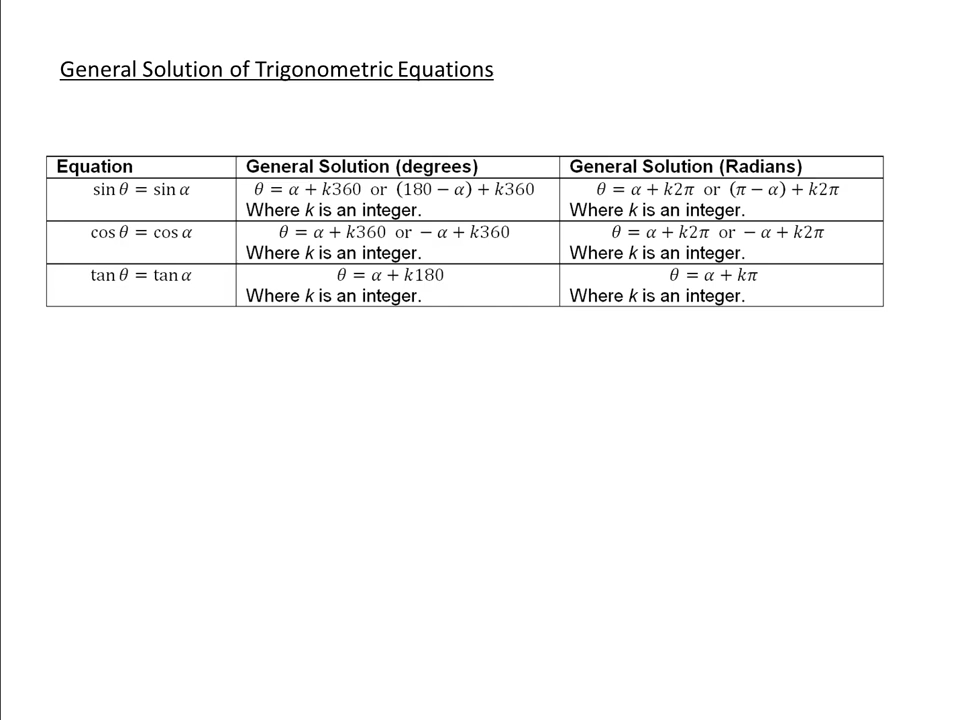 General Solution of Trigonometric Equations
Equation General Solution (degrees) General Solution (Radians)
sin θ = sin α θ = α + k360 or (180 − α) + k360 θ = α + k2π or (π − α) + k2π
Where k is an integer. Where k is an integer.
cos θ = cos α θ = α + k360 or − α + k360 θ = α + k2π or − α + k2π
Where k is an integer. Where k is an integer.
tan θ = tan α θ = α + k180 θ = α + kπ
Where k is an integer. Where k is an integer.